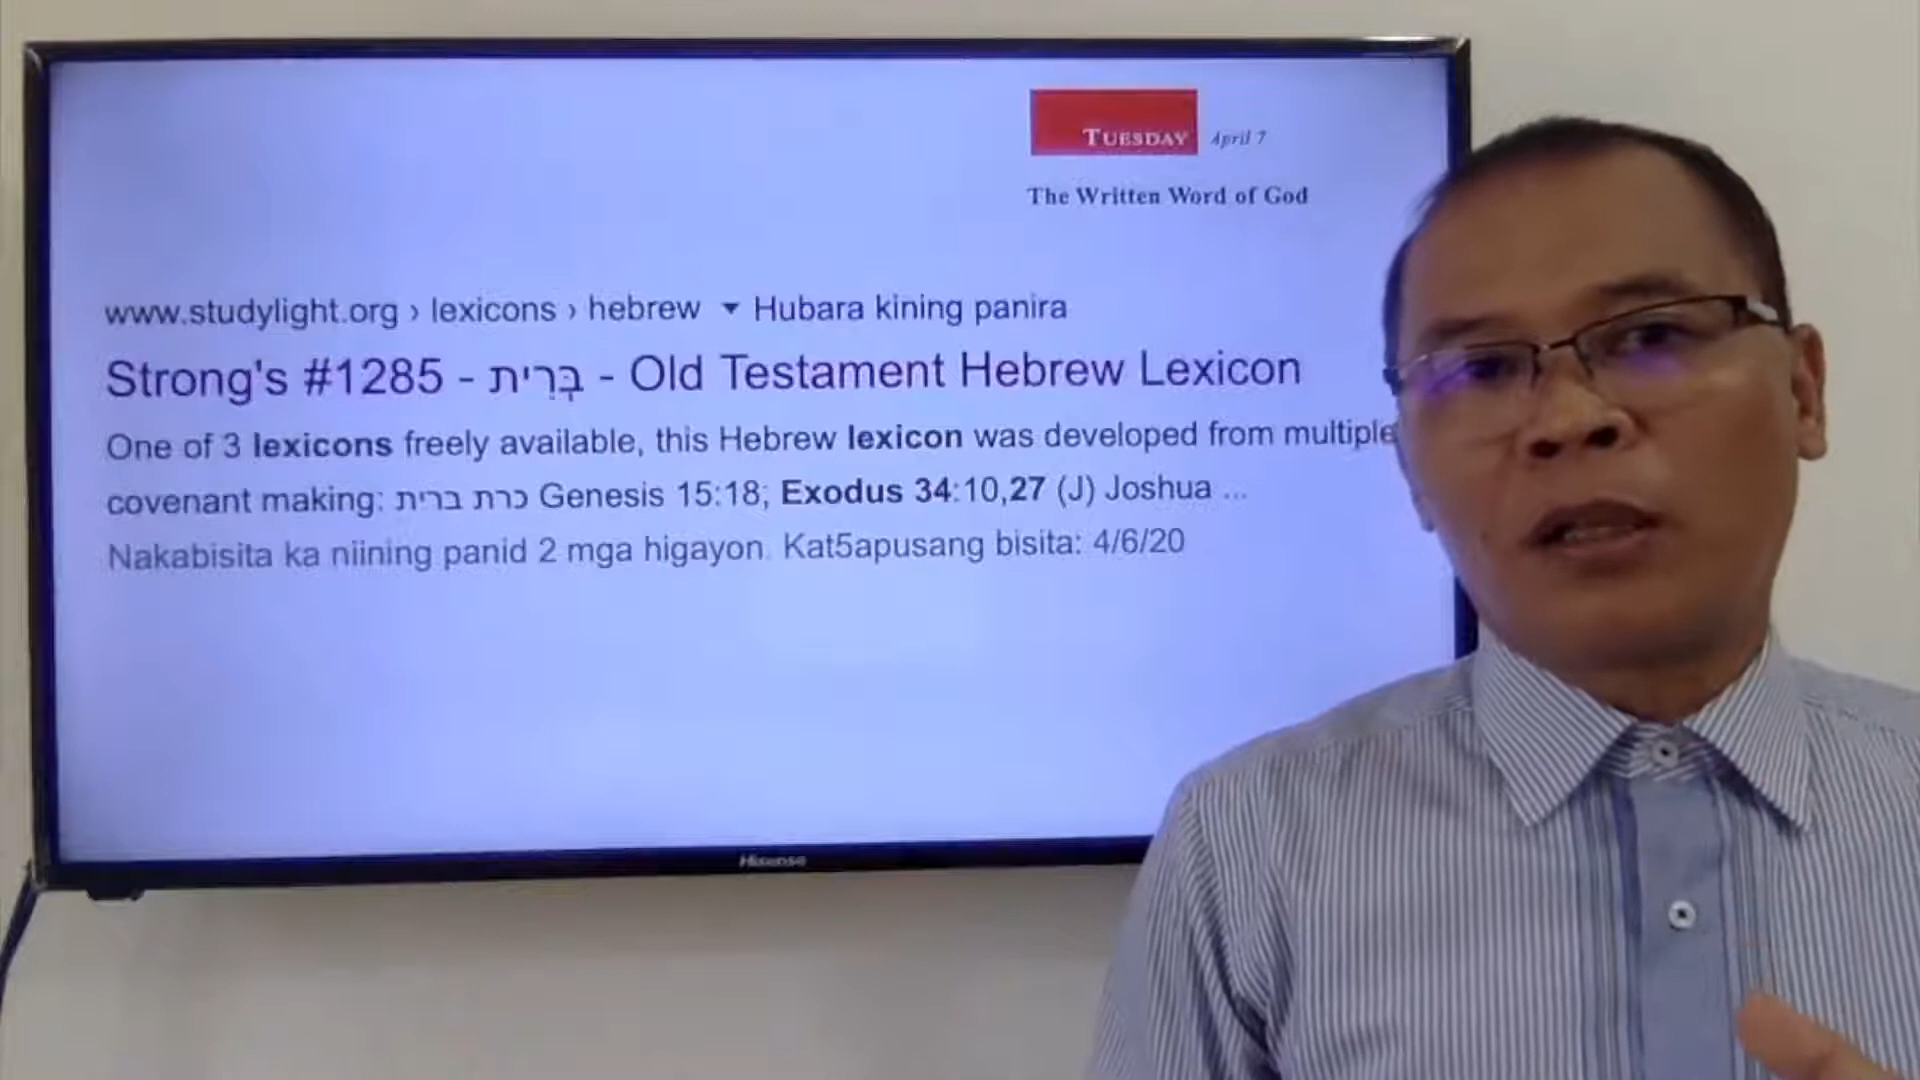 TUESDAY April 7
The Written Word of God
www.studylight.org › lexicons › hebrew ▾ Hubara kining panira
Strong's #1285 - בְּרִית - Old Testament Hebrew Lexicon
One of 3 lexicons freely available, this Hebrew lexicon was developed from multiple
covenant making: כרת ברית Genesis 15:18; Exodus 34:10,27 (J) Joshua ...
Nakabisita ka niining panid 2 mga higayon. Kat5apusang bisita: 4/6/20
Hisense